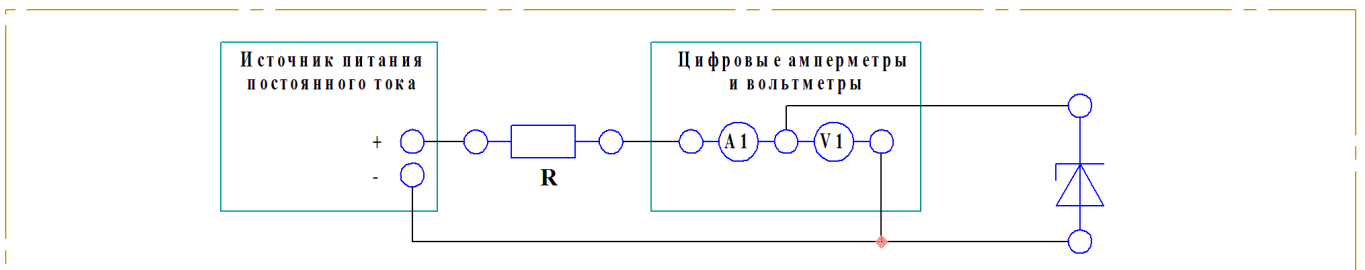 Источник питания
постоянного тока
Цифровые амперметры
и вольтметры
+
A1
V1
-
R